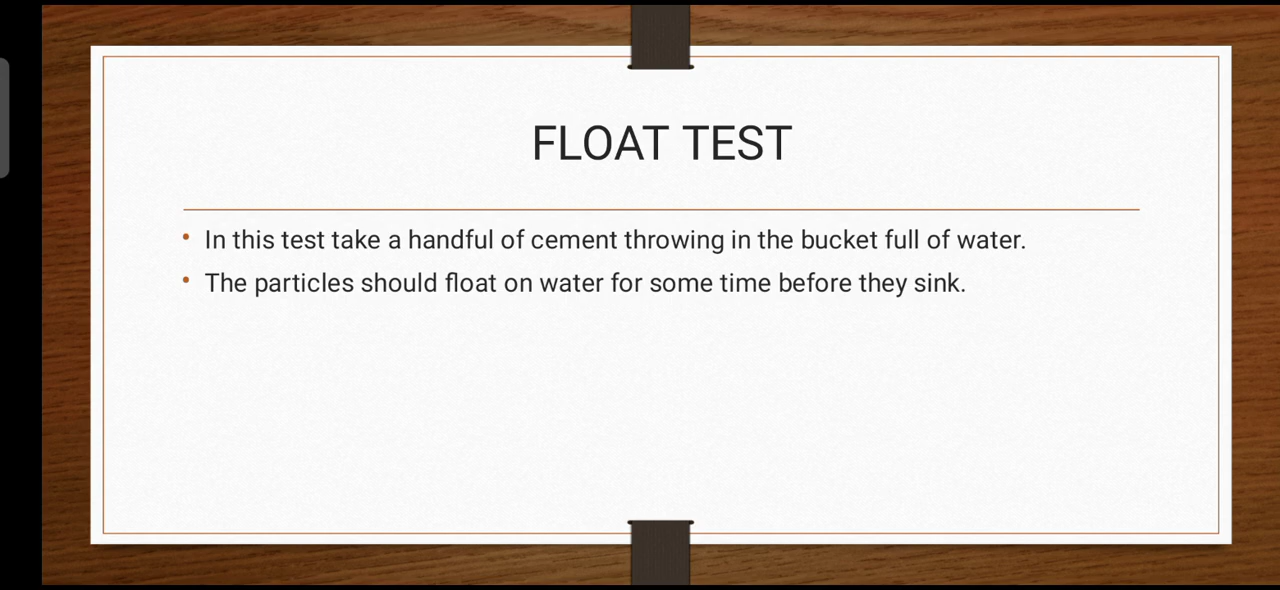 FLOAT TEST
• In this test take a handful of cement throwing in the bucket full of water.
• The particles should float on water for some time before they sink.